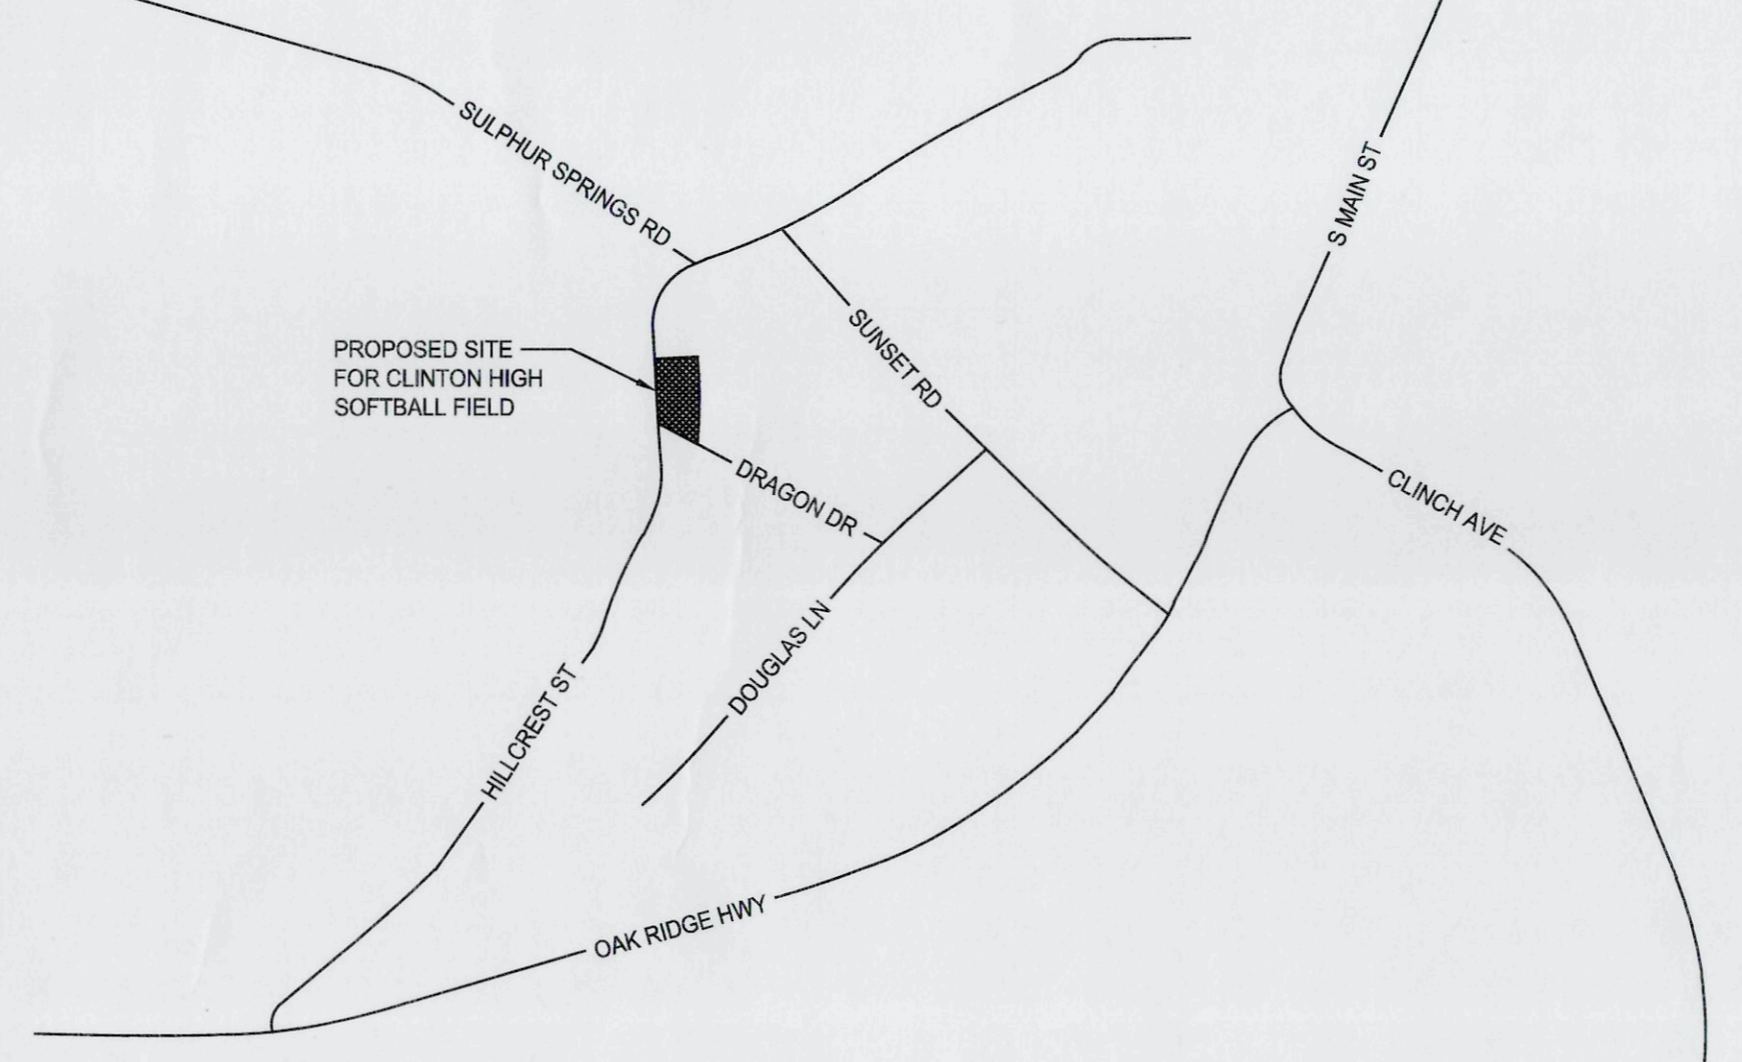 SULPHUR SPRINGS RD
S MAIN ST
PROPOSED SITE
FOR CLINTON HIGH
SOFTBALL FIELD
SUNSET RD
DRAGON DR
CLINCH AVE
DOUGLAS LN
HILLCREST ST
OAK RIDGE HWY